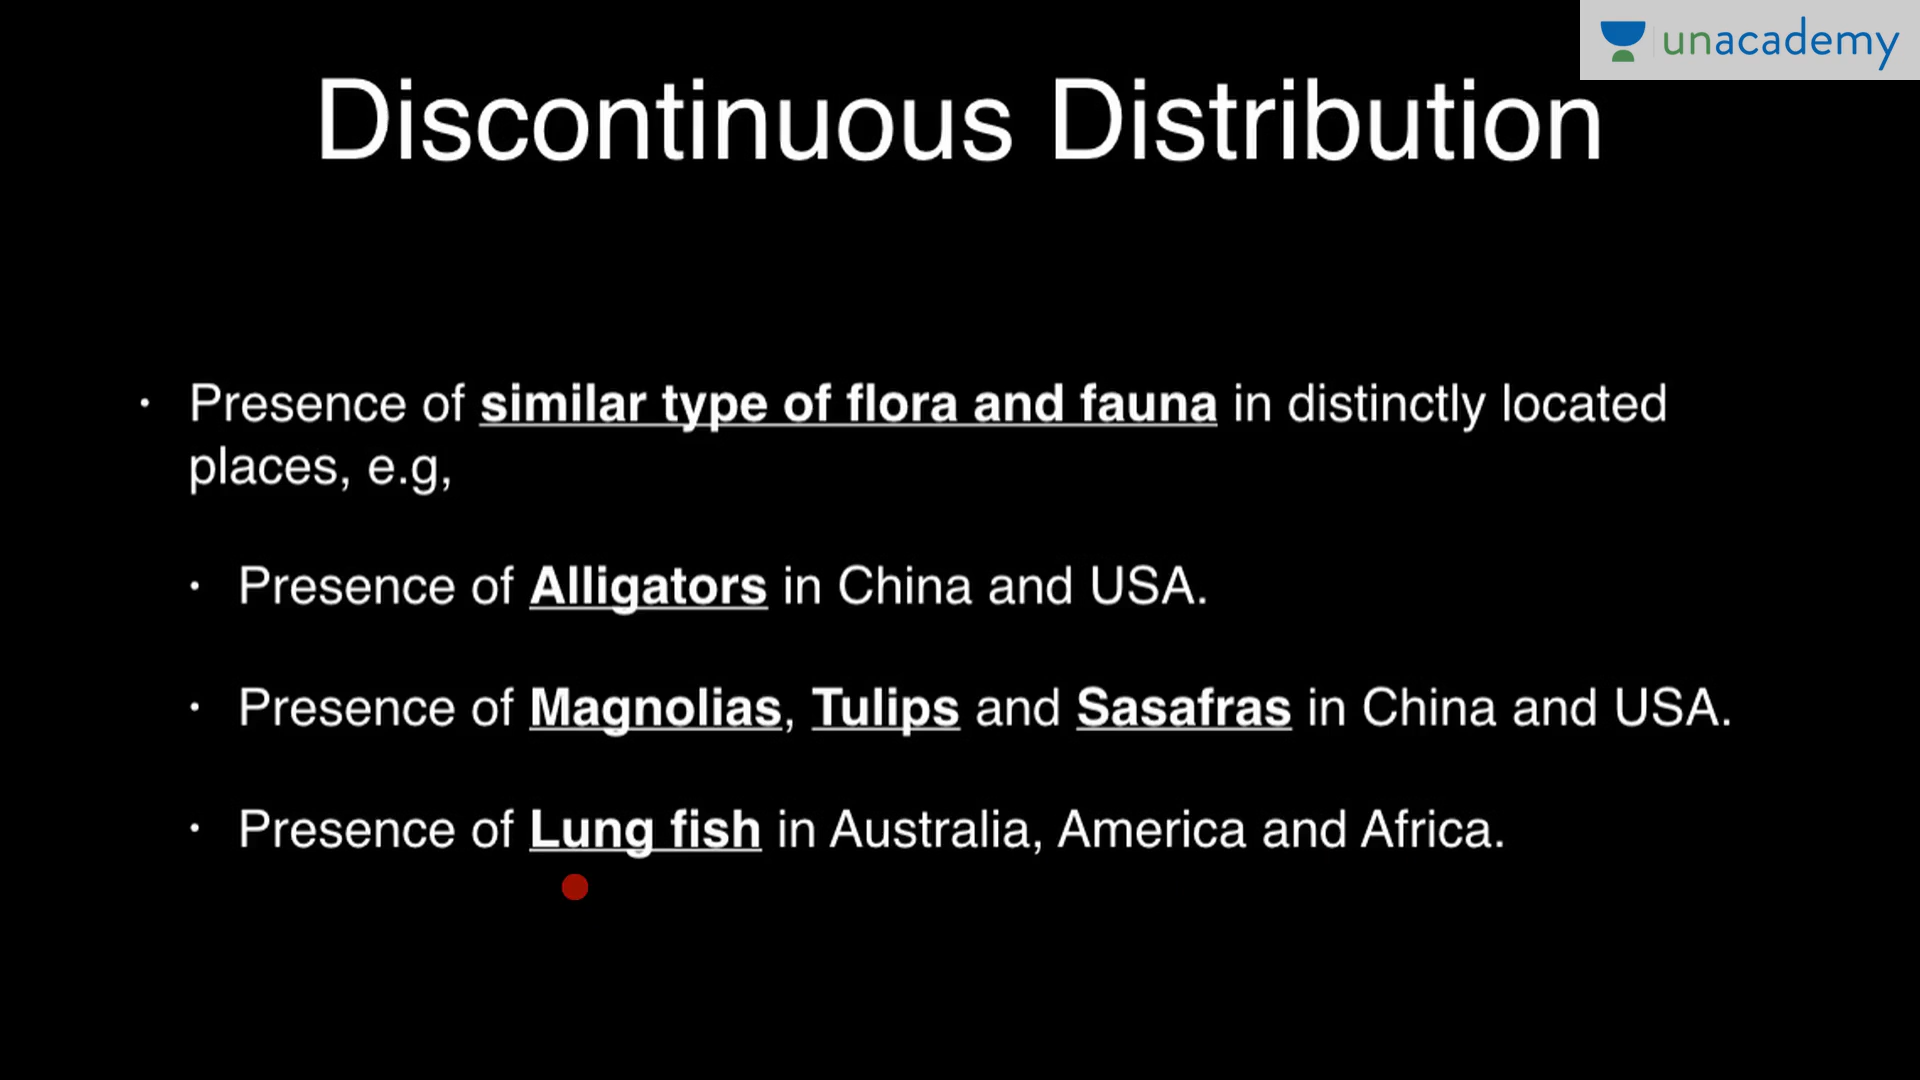 unacademy
Discontinuous Distribution
• Presence of similar type of flora and fauna in distinctly located
places, e.g,
• Presence of Alligators in China and USA.
• Presence of Magnolias, Tulips and Sasafras in China and USA.
• Presence of Lung fish in Australia, America and Africa.